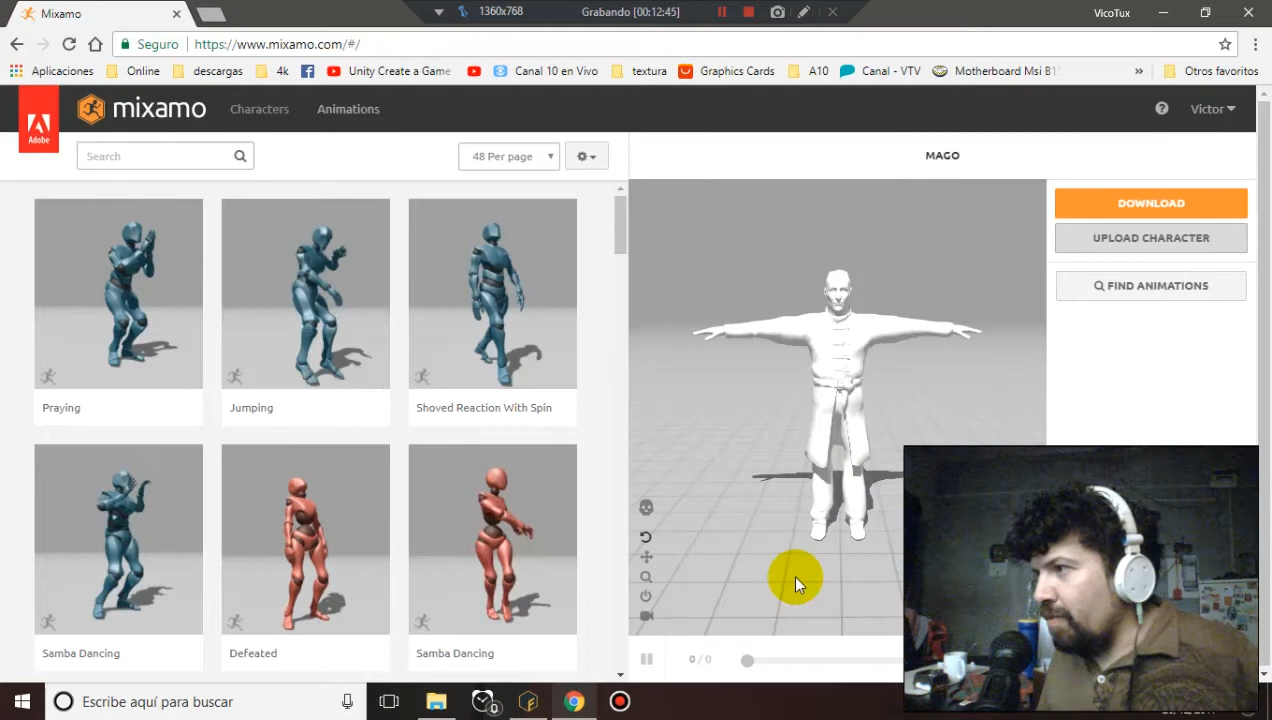 Mixamo
1360x768
Grabando [00:12:45]
VicoTux
Seguro
https://www.mixamo.com/#/
Aplicaciones
Online
descargas
4k
Unity Create a Game
Canal 10 en Vivo
textura
Graphics Cards
A10
Canal - VTV
Motherboard Msi B1
»
Otros favoritos
Adobe
mixamo
Characters
Animations
Victor
Search
48 Per page
MAGO
DOWNLOAD
UPLOAD CHARACTER
FIND ANIMATIONS
Praying
Jumping
Shoved Reaction With Spin
Samba Dancing
Defeated
Samba Dancing
0 / 0
Escribe aquí para buscar
0